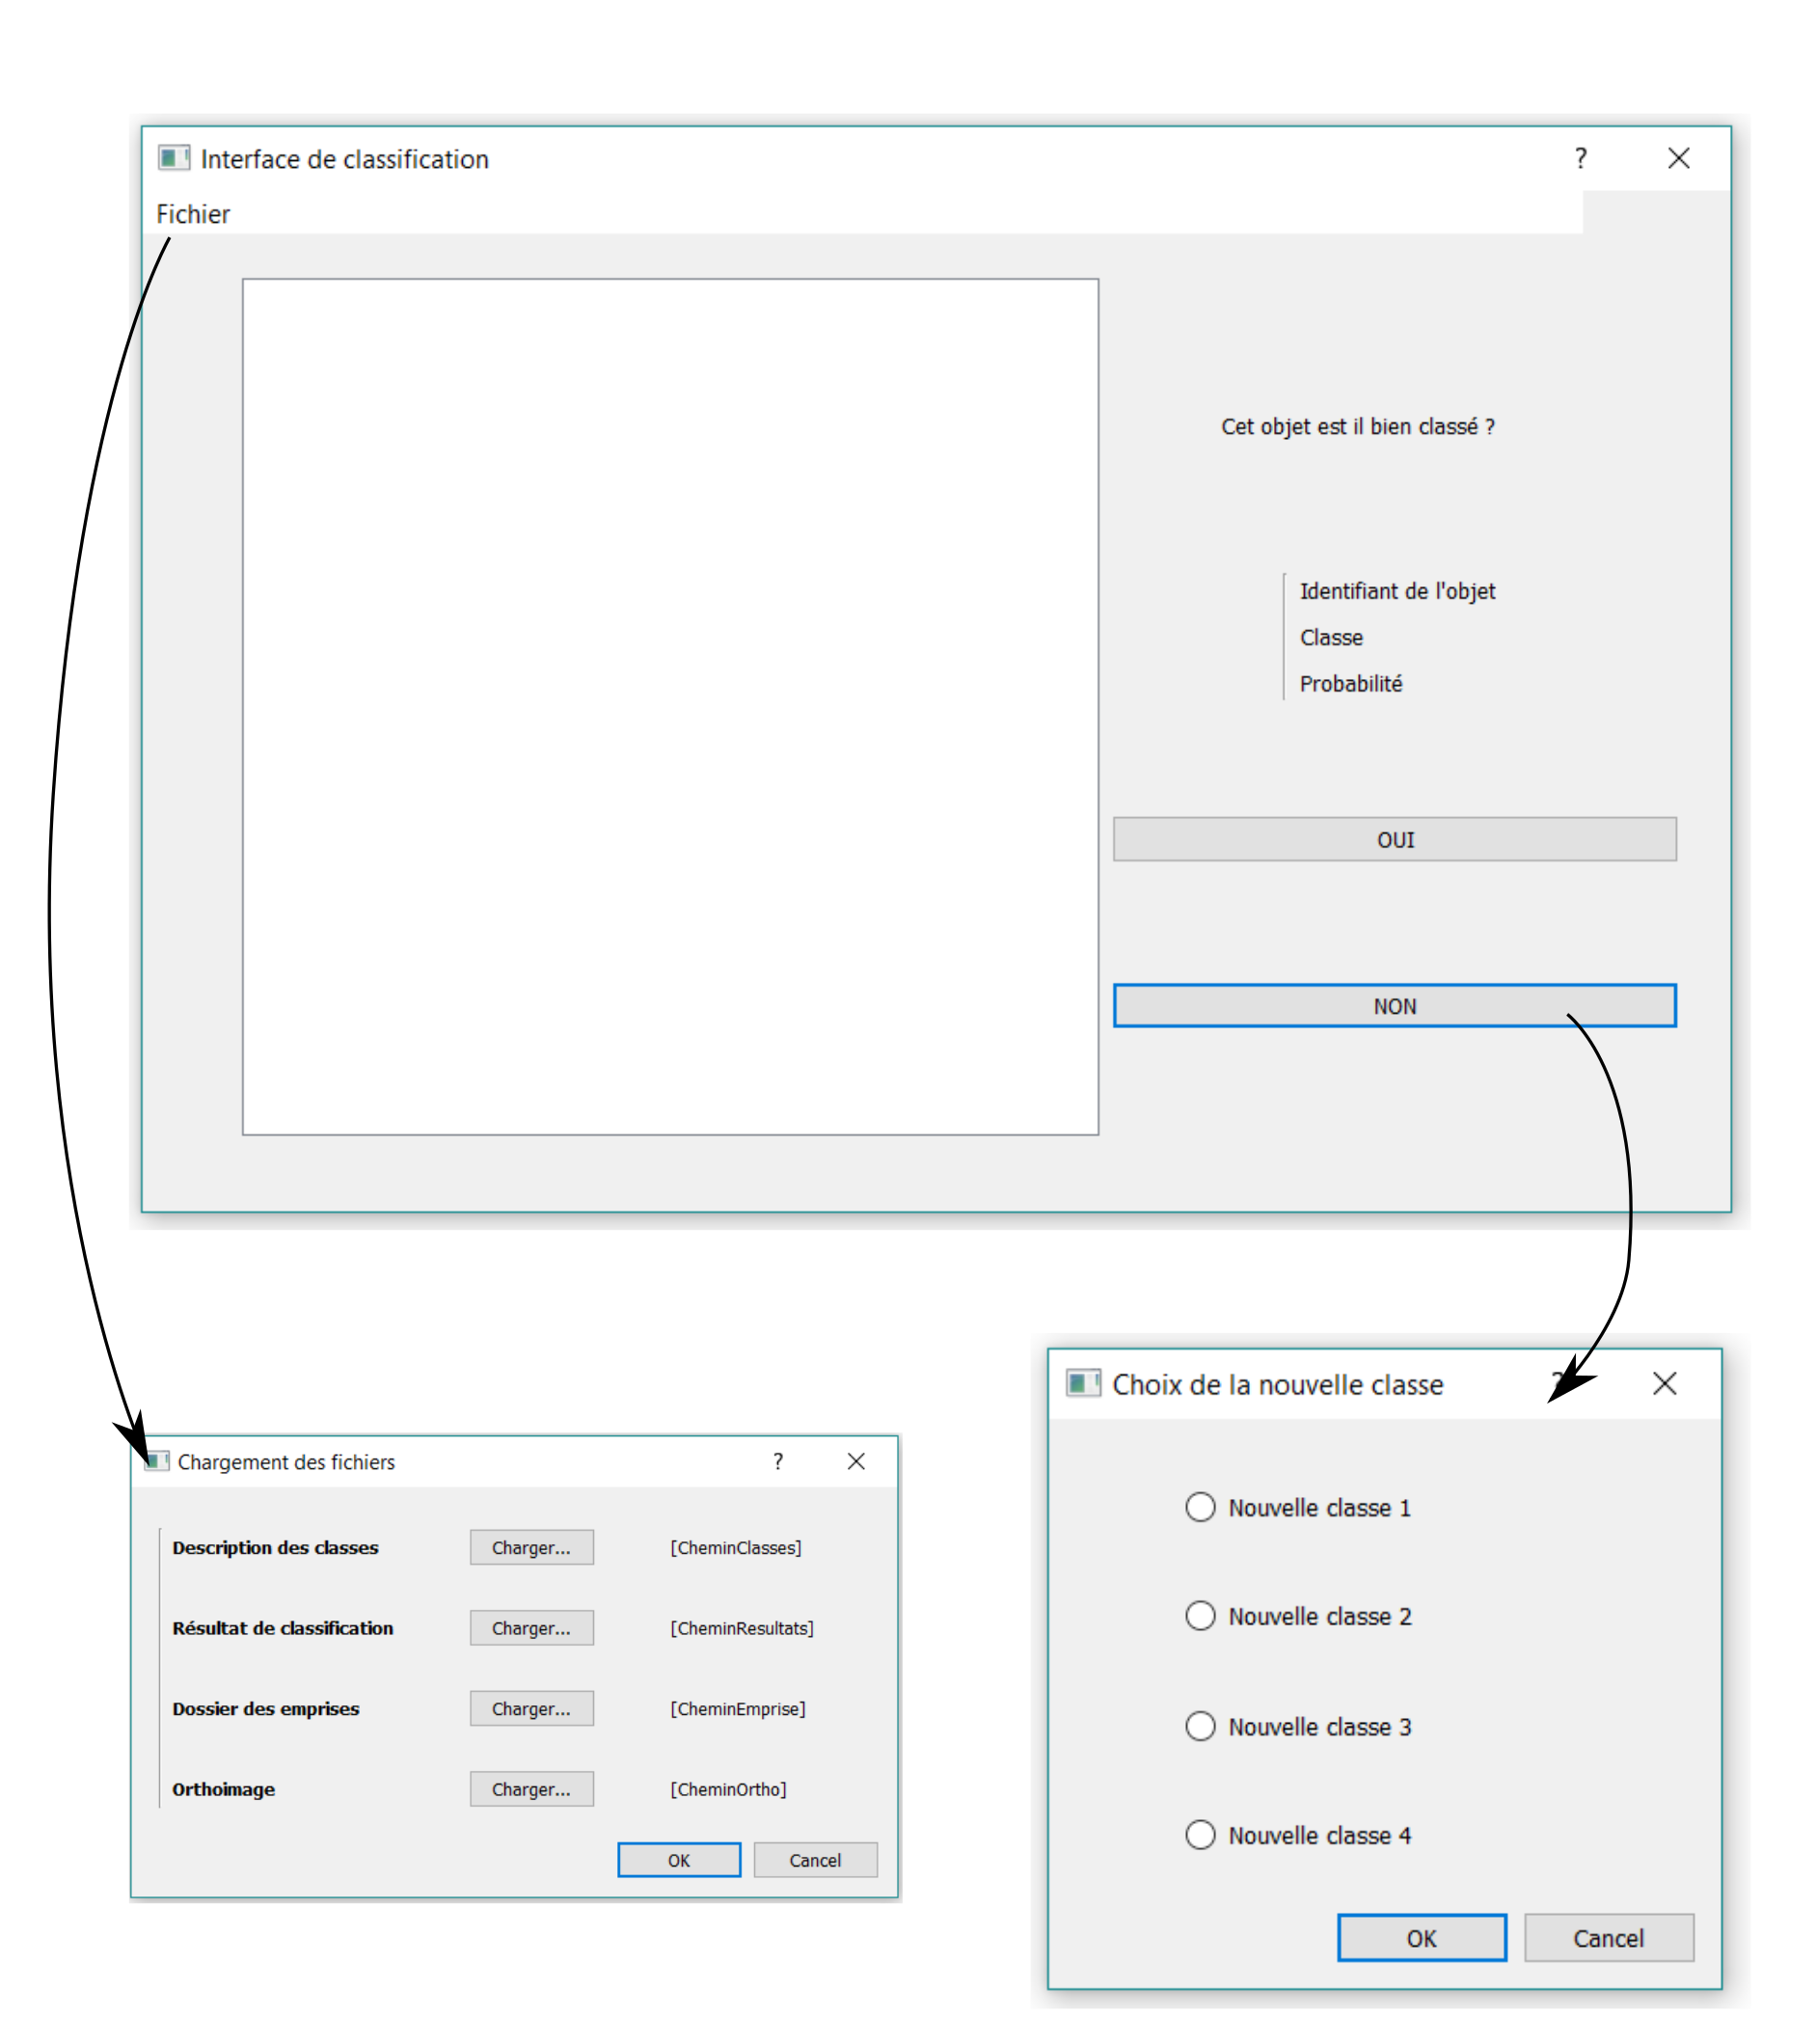 Interface de classification
?
Fichier
Cet objet est il bien classé ?
Identifiant de l'objet
Classe
Probabilité
OUI
NON
Chargement des fichiers
?
Description des classes Charger... [CheminClasses]
Résultat de classification Charger... [CheminResultats]
Dossier des emprises Charger... [CheminEmprise]
Orthoimage Charger... [CheminOrtho]
OK Cancel
Choix de la nouvelle classe
?
Nouvelle classe 1
Nouvelle classe 2
Nouvelle classe 3
Nouvelle classe 4
OK Cancel